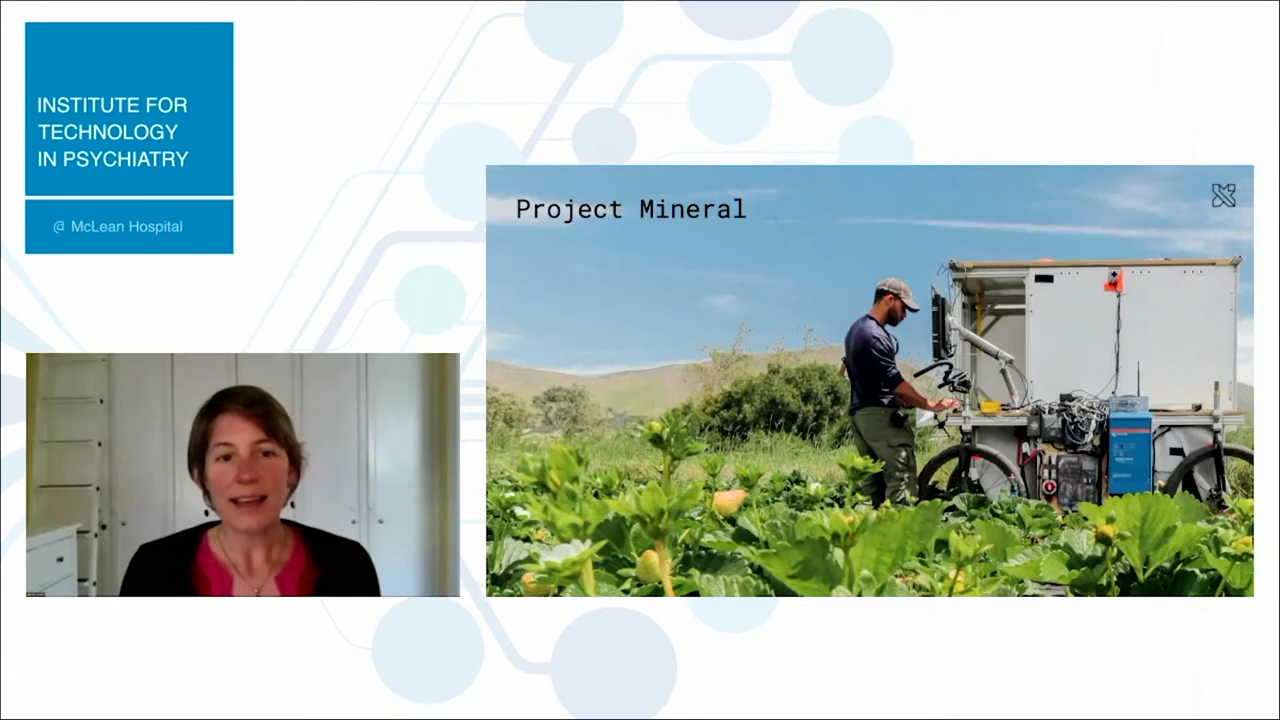 INSTITUTE FOR
TECHNOLOGY
IN PSYCHIATRY
@ McLean Hospital
Project Mineral